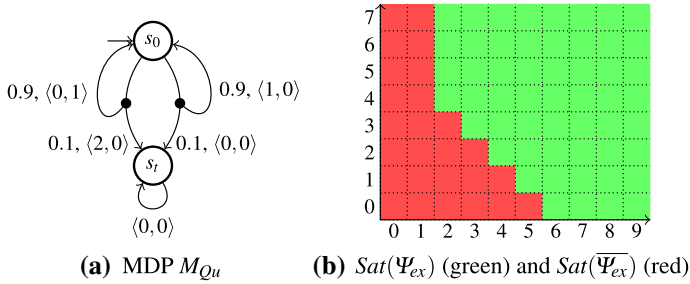 s₀
0.9, ⟨0,1⟩
0.9, ⟨1,0⟩
0.1, ⟨2,0⟩
0.1, ⟨0,0⟩
sₜ
⟨0,0⟩
(a) MDP M_Qu
7
6
5
4
3
2
1
0
0 1 2 3 4 5 6 7 8 9
(b) Sat(Ψₑₓ) (green) and Sat(Ψ̅ₑₓ) (red)